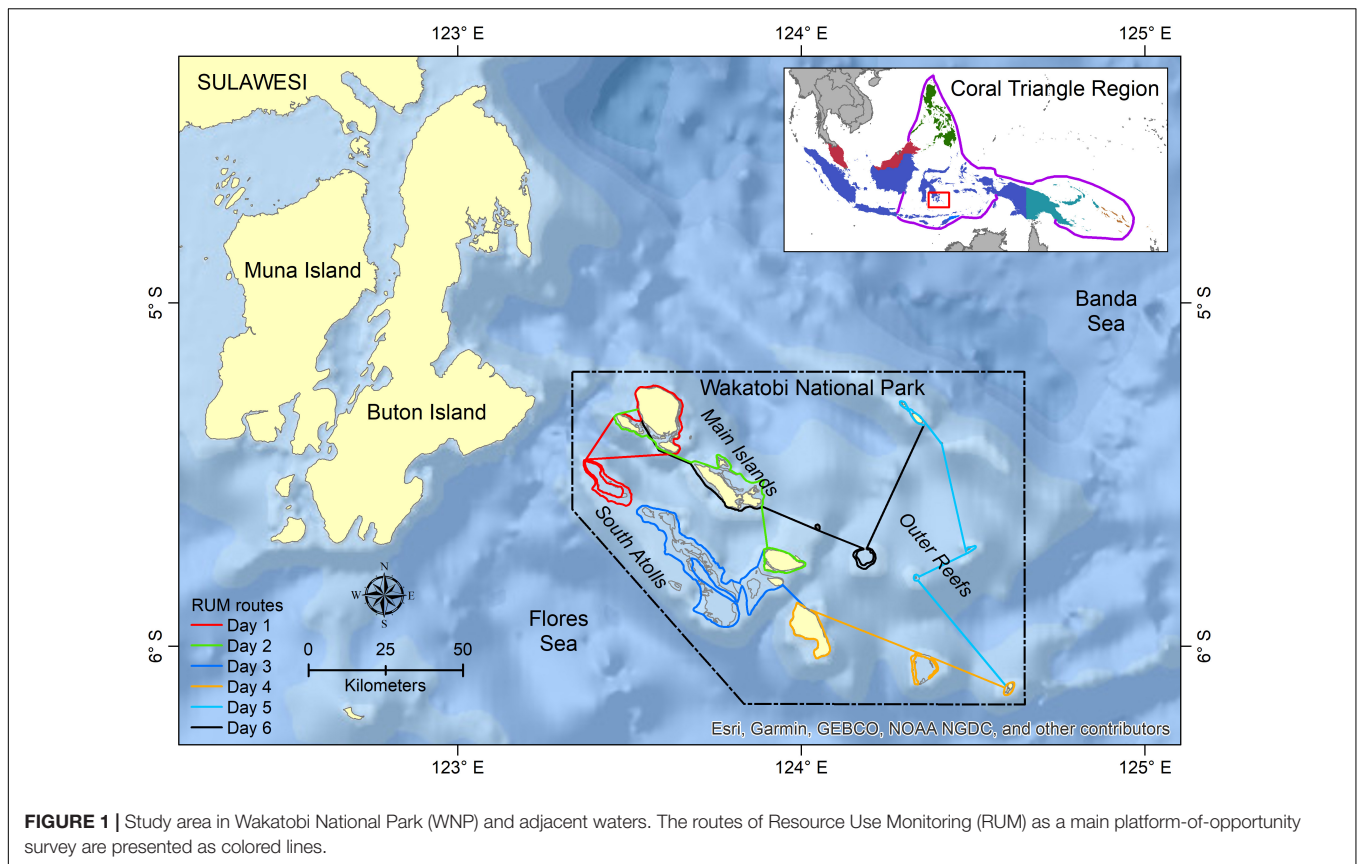 123° E
124° E
125° E
SULAWESI
Coral Triangle Region
Muna Island
5° S
5° S
Banda
Sea
Wakatobi National Park
Buton Island
Main Islands
South Atolls
Outer Reefs
N
W
E
S
Flores
Sea
6° S
6° S
RUM routes
Day 1
Day 2
Day 3
Day 4
Day 5
Day 6
0 25 50
Kilometers
Esri, Garmin, GEBCO, NOAA NGDC, and other contributors
123° E
124° E
125° E
FIGURE 1 | Study area in Wakatobi National Park (WNP) and adjacent waters. The routes of Resource Use Monitoring (RUM) as a main platform-of-opportunity
survey are presented as colored lines.